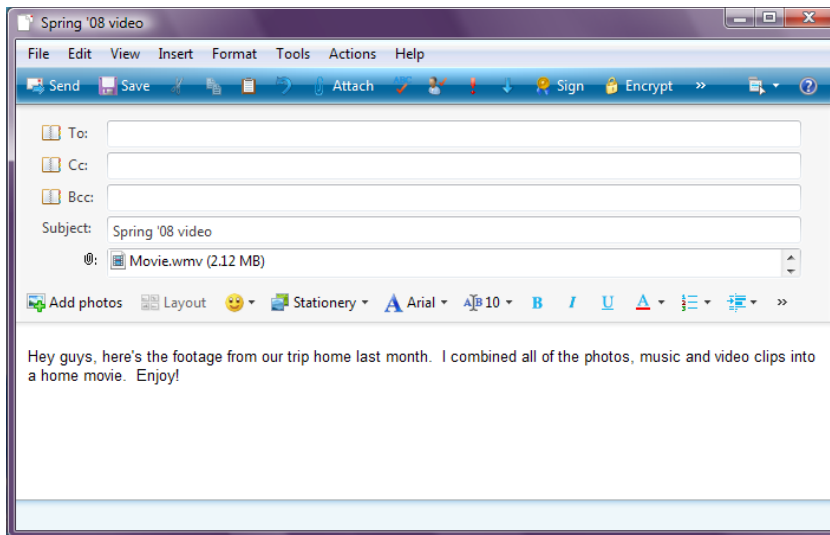 Spring '08 video
File Edit View Insert Format Tools Actions Help
Send Save Attach Sign Encrypt »
To:
Cc:
Bcc:
Subject: Spring '08 video
Movie.wmv (2.12 MB)
Add photos Layout Stationery A Arial AB 10 B I U A »
Hey guys, here's the footage from our trip home last month. I combined all of the photos, music and video clips into
a home movie. Enjoy!